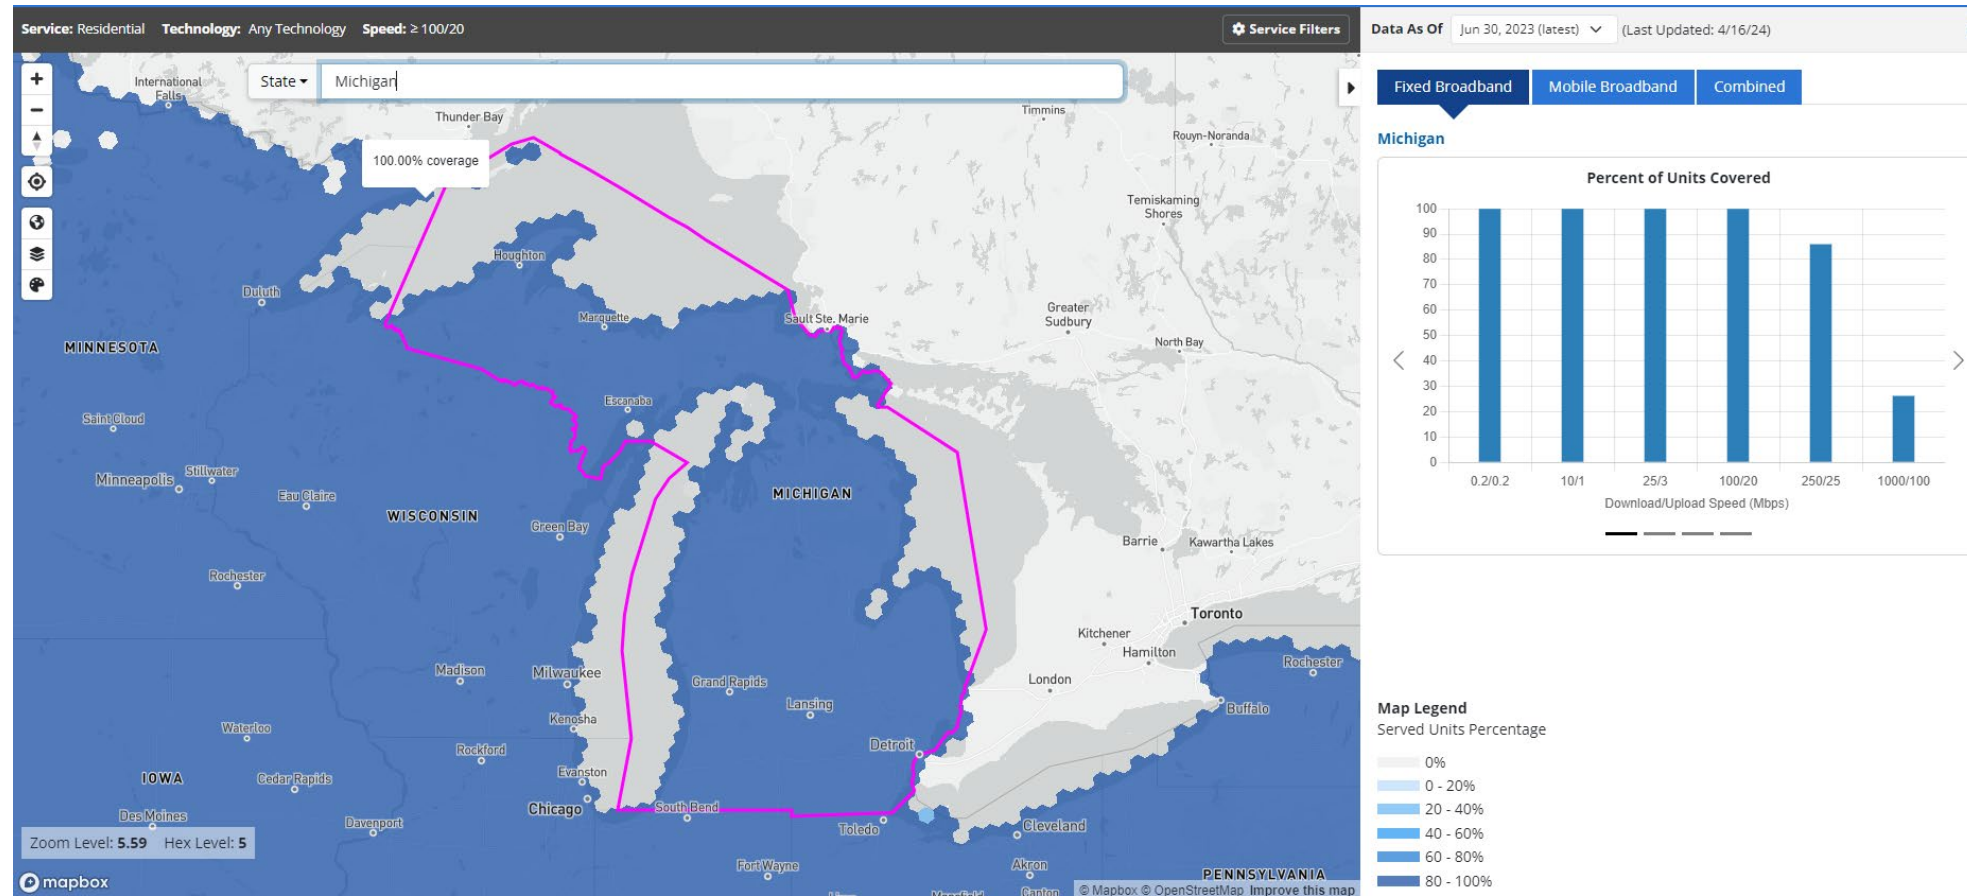 Service: Residential Technology: Any Technology Speed: ≥ 100/20
Service Filters
Data As Of Jun 30, 2023 (latest) (Last Updated: 4/16/24)
State Michigan
Fixed Broadband Mobile Broadband Combined
Michigan
Percent of Units Covered
100
90
80
70
60
50
40
30
20
10
0
0.2/0.2 10/1 25/3 100/20 250/25 1000/100
Download/Upload Speed (Mbps)
Map Legend
Served Units Percentage
0%
0 - 20%
20 - 40%
40 - 60%
60 - 80%
80 - 100%
International
Falls
Thunder Bay
Timmins
Rouyn-Noranda
100.00% coverage
Temiskaming
Shores
Houghton
Duluth
Marquette
Sault Ste. Marie
Greater
Sudbury
North Bay
MINNESOTA
Escanaba
Saint Cloud
Stillwater
Minneapolis
Eau Claire
WISCONSIN
MICHIGAN
Green Bay
Barrie
Kawartha Lakes
Rochester
Toronto
Kitchener
Hamilton
Rochester
Madison
Milwaukee
Grand Rapids
London
Lansing
Buffalo
Kenosha
Waterloo
Rockford
Detroit
IOWA
Cedar Rapids
Evanston
Chicago
South Bend
Des Moines
Davenport
Toledo
Cleveland
Zoom Level: 5.59 Hex Level: 5
Fort Wayne
Akron
PENNSYLVANIA
Canton
mapbox
© Mapbox © OpenStreetMap Improve this map